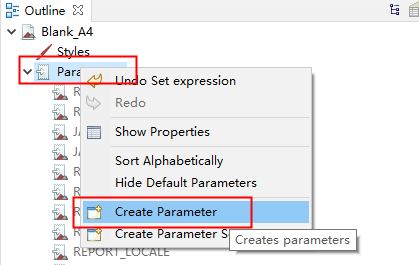 Outline
Blank_A4
Styles
Para
Undo Set expression
R
Redo
R
JA
Show Properties
JA
R
Sort Alphabetically
R
Hide Default Parameters
R
Create Parameter
R
Create Parameter S
Creates parameters
REPORT_LOCALE